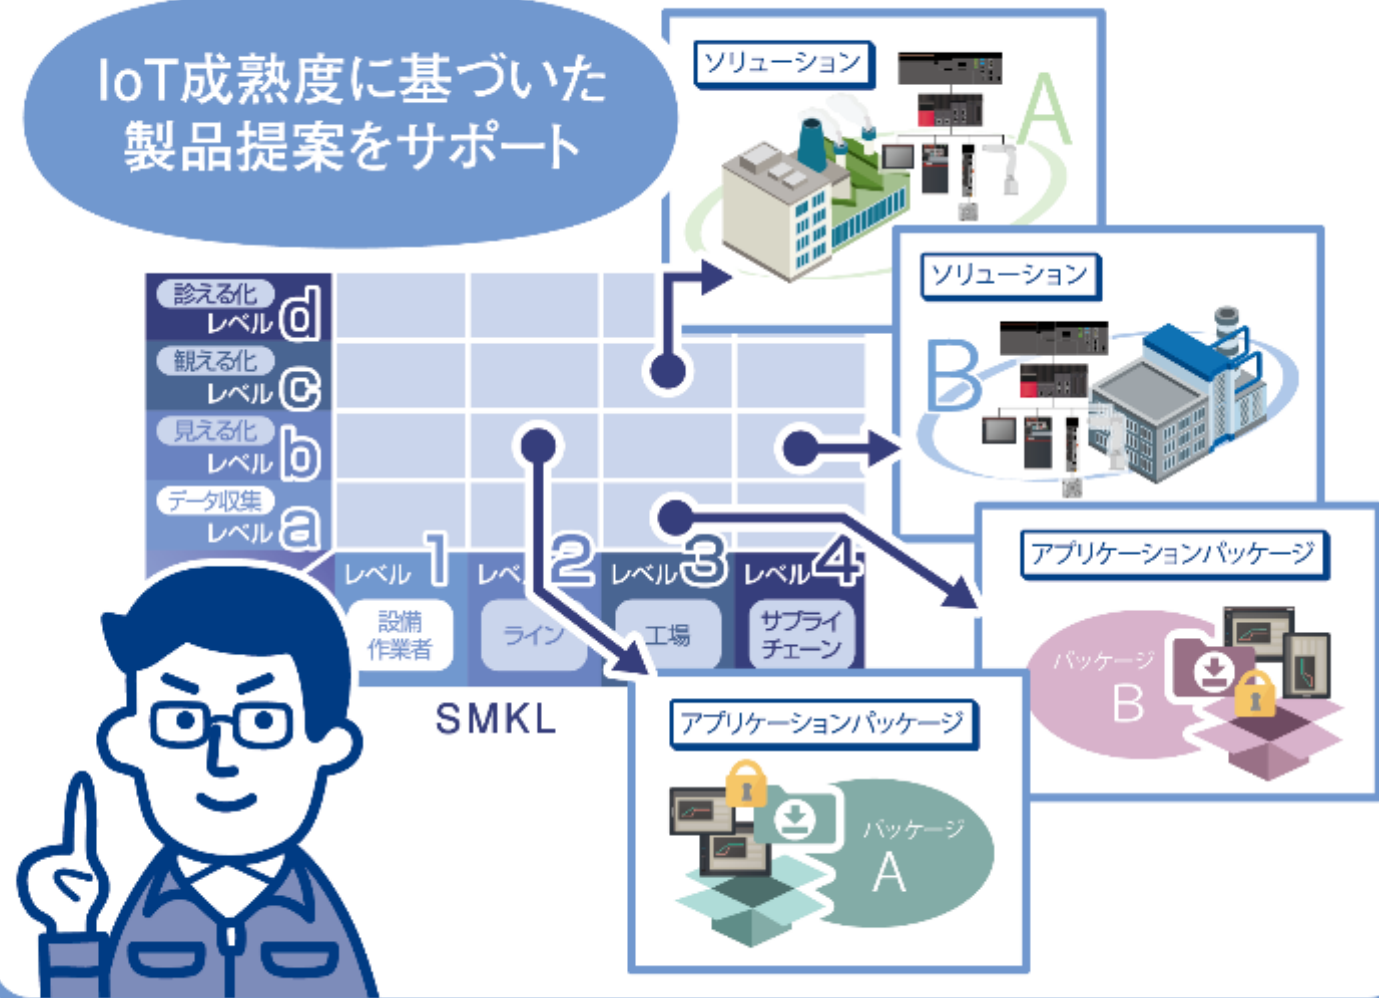 IoT成熟度に基づいた
製品提案をサポート
ソリューション
A
ソリューション
B
診える化
レベル d
観える化
レベル c
見える化
レベル b
データ収集
レベル a
レベル 1
設備
作業者
レベル 2
ライン
レベル 3
工場
レベル 4
サプライ
チェーン
SMKL
アプリケーションパッケージ
パッケージ
B
アプリケーションパッケージ
パッケージ
A